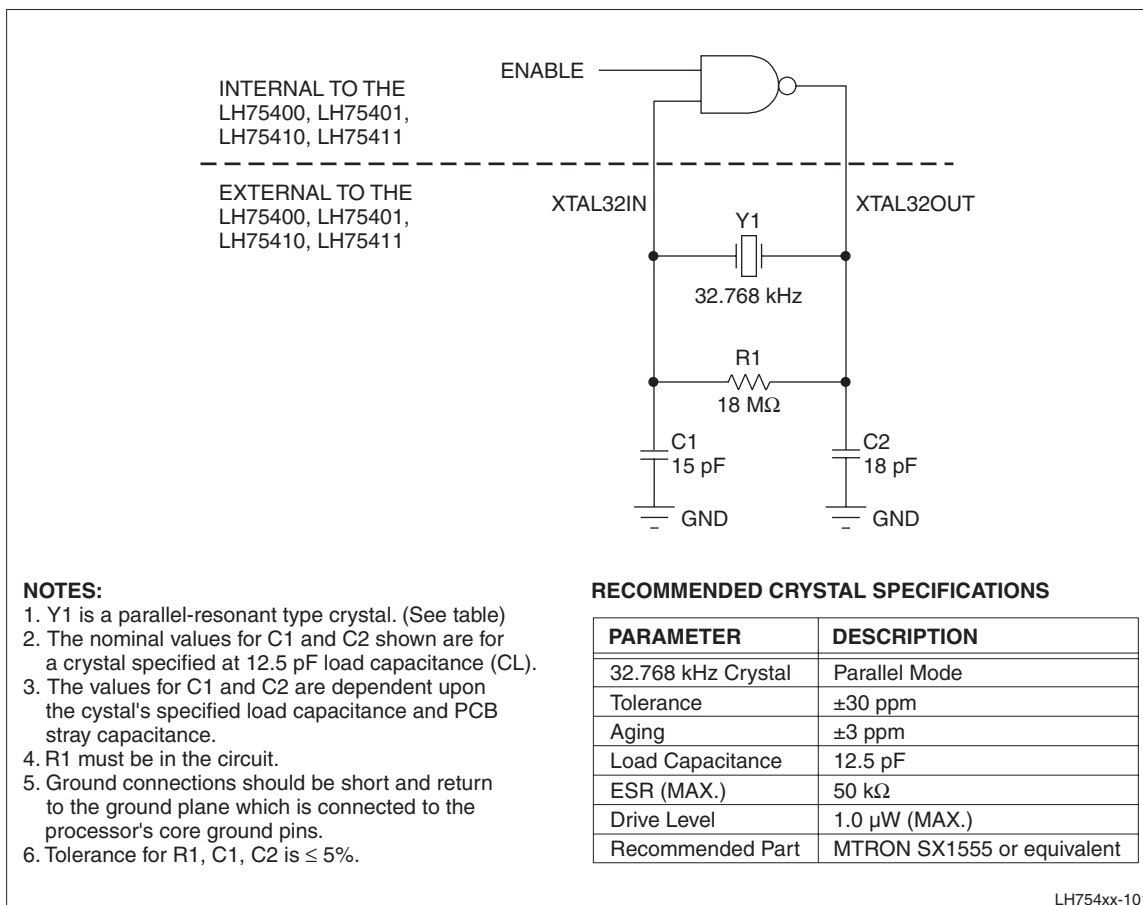 ENABLE
INTERNAL TO THE
LH75400, LH75401,
LH75410, LH75411
EXTERNAL TO THE
LH75400, LH75401,
LH75410, LH75411
XTAL32IN
XTAL32OUT
Y1
32.768 kHz
R1
18 MΩ
C1
15 pF
C2
18 pF
GND
GND
NOTES:
1. Y1 is a parallel-resonant type crystal. (See table)
2. The nominal values for C1 and C2 shown are for
a crystal specified at 12.5 pF load capacitance (CL).
3. The values for C1 and C2 are dependent upon
the cystal's specified load capacitance and PCB
stray capacitance.
4. R1 must be in the circuit.
5. Ground connections should be short and return
to the ground plane which is connected to the
processor's core ground pins.
6. Tolerance for R1, C1, C2 is ≤ 5%.
RECOMMENDED CRYSTAL SPECIFICATIONS
PARAMETER DESCRIPTION
32.768 kHz Crystal Parallel Mode
Tolerance ±30 ppm
Aging ±3 ppm
Load Capacitance 12.5 pF
ESR (MAX.) 50 kΩ
Drive Level 1.0 µW (MAX.)
Recommended Part MTRON SX1555 or equivalent